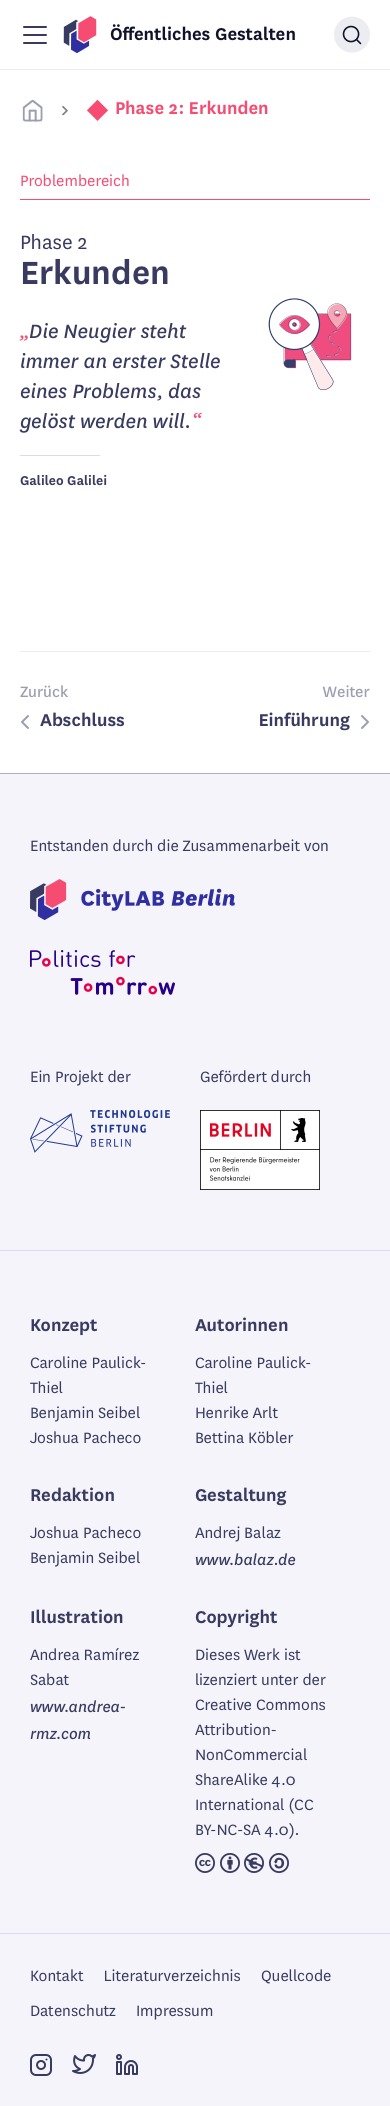 Öffentliches Gestalten
Phase 2: Erkunden
Problembereich
Phase 2
Erkunden
„Die Neugier steht
immer an erster Stelle
eines Problems, das
gelöst werden will.“
Galileo Galilei
Zurück
Weiter
Abschluss
Einführung
Entstanden durch die Zusammenarbeit von
CityLAB Berlin
Politics for
Tomorrow
Ein Projekt der
Gefördert durch
TECHNOLOGIE
STIFTUNG
BERLIN
BERLIN
Der Regierende Bürgermeister
von Berlin
Senatskanzlei
Konzept
Caroline Paulick-
Thiel
Benjamin Seibel
Joshua Pacheco
Autorinnen
Caroline Paulick-
Thiel
Henrike Arlt
Bettina Köbler
Redaktion
Joshua Pacheco
Benjamin Seibel
Gestaltung
Andrej Balaz
www.balaz.de
Illustration
Andrea Ramírez
Sabat
www.andrea-
rmz.com
Copyright
Dieses Werk ist
lizenziert unter der
Creative Commons
Attribution-
NonCommercial
ShareAlike 4.0
International (CC
BY-NC-SA 4.0).
Kontakt
Literaturverzeichnis
Quellcode
Datenschutz
Impressum